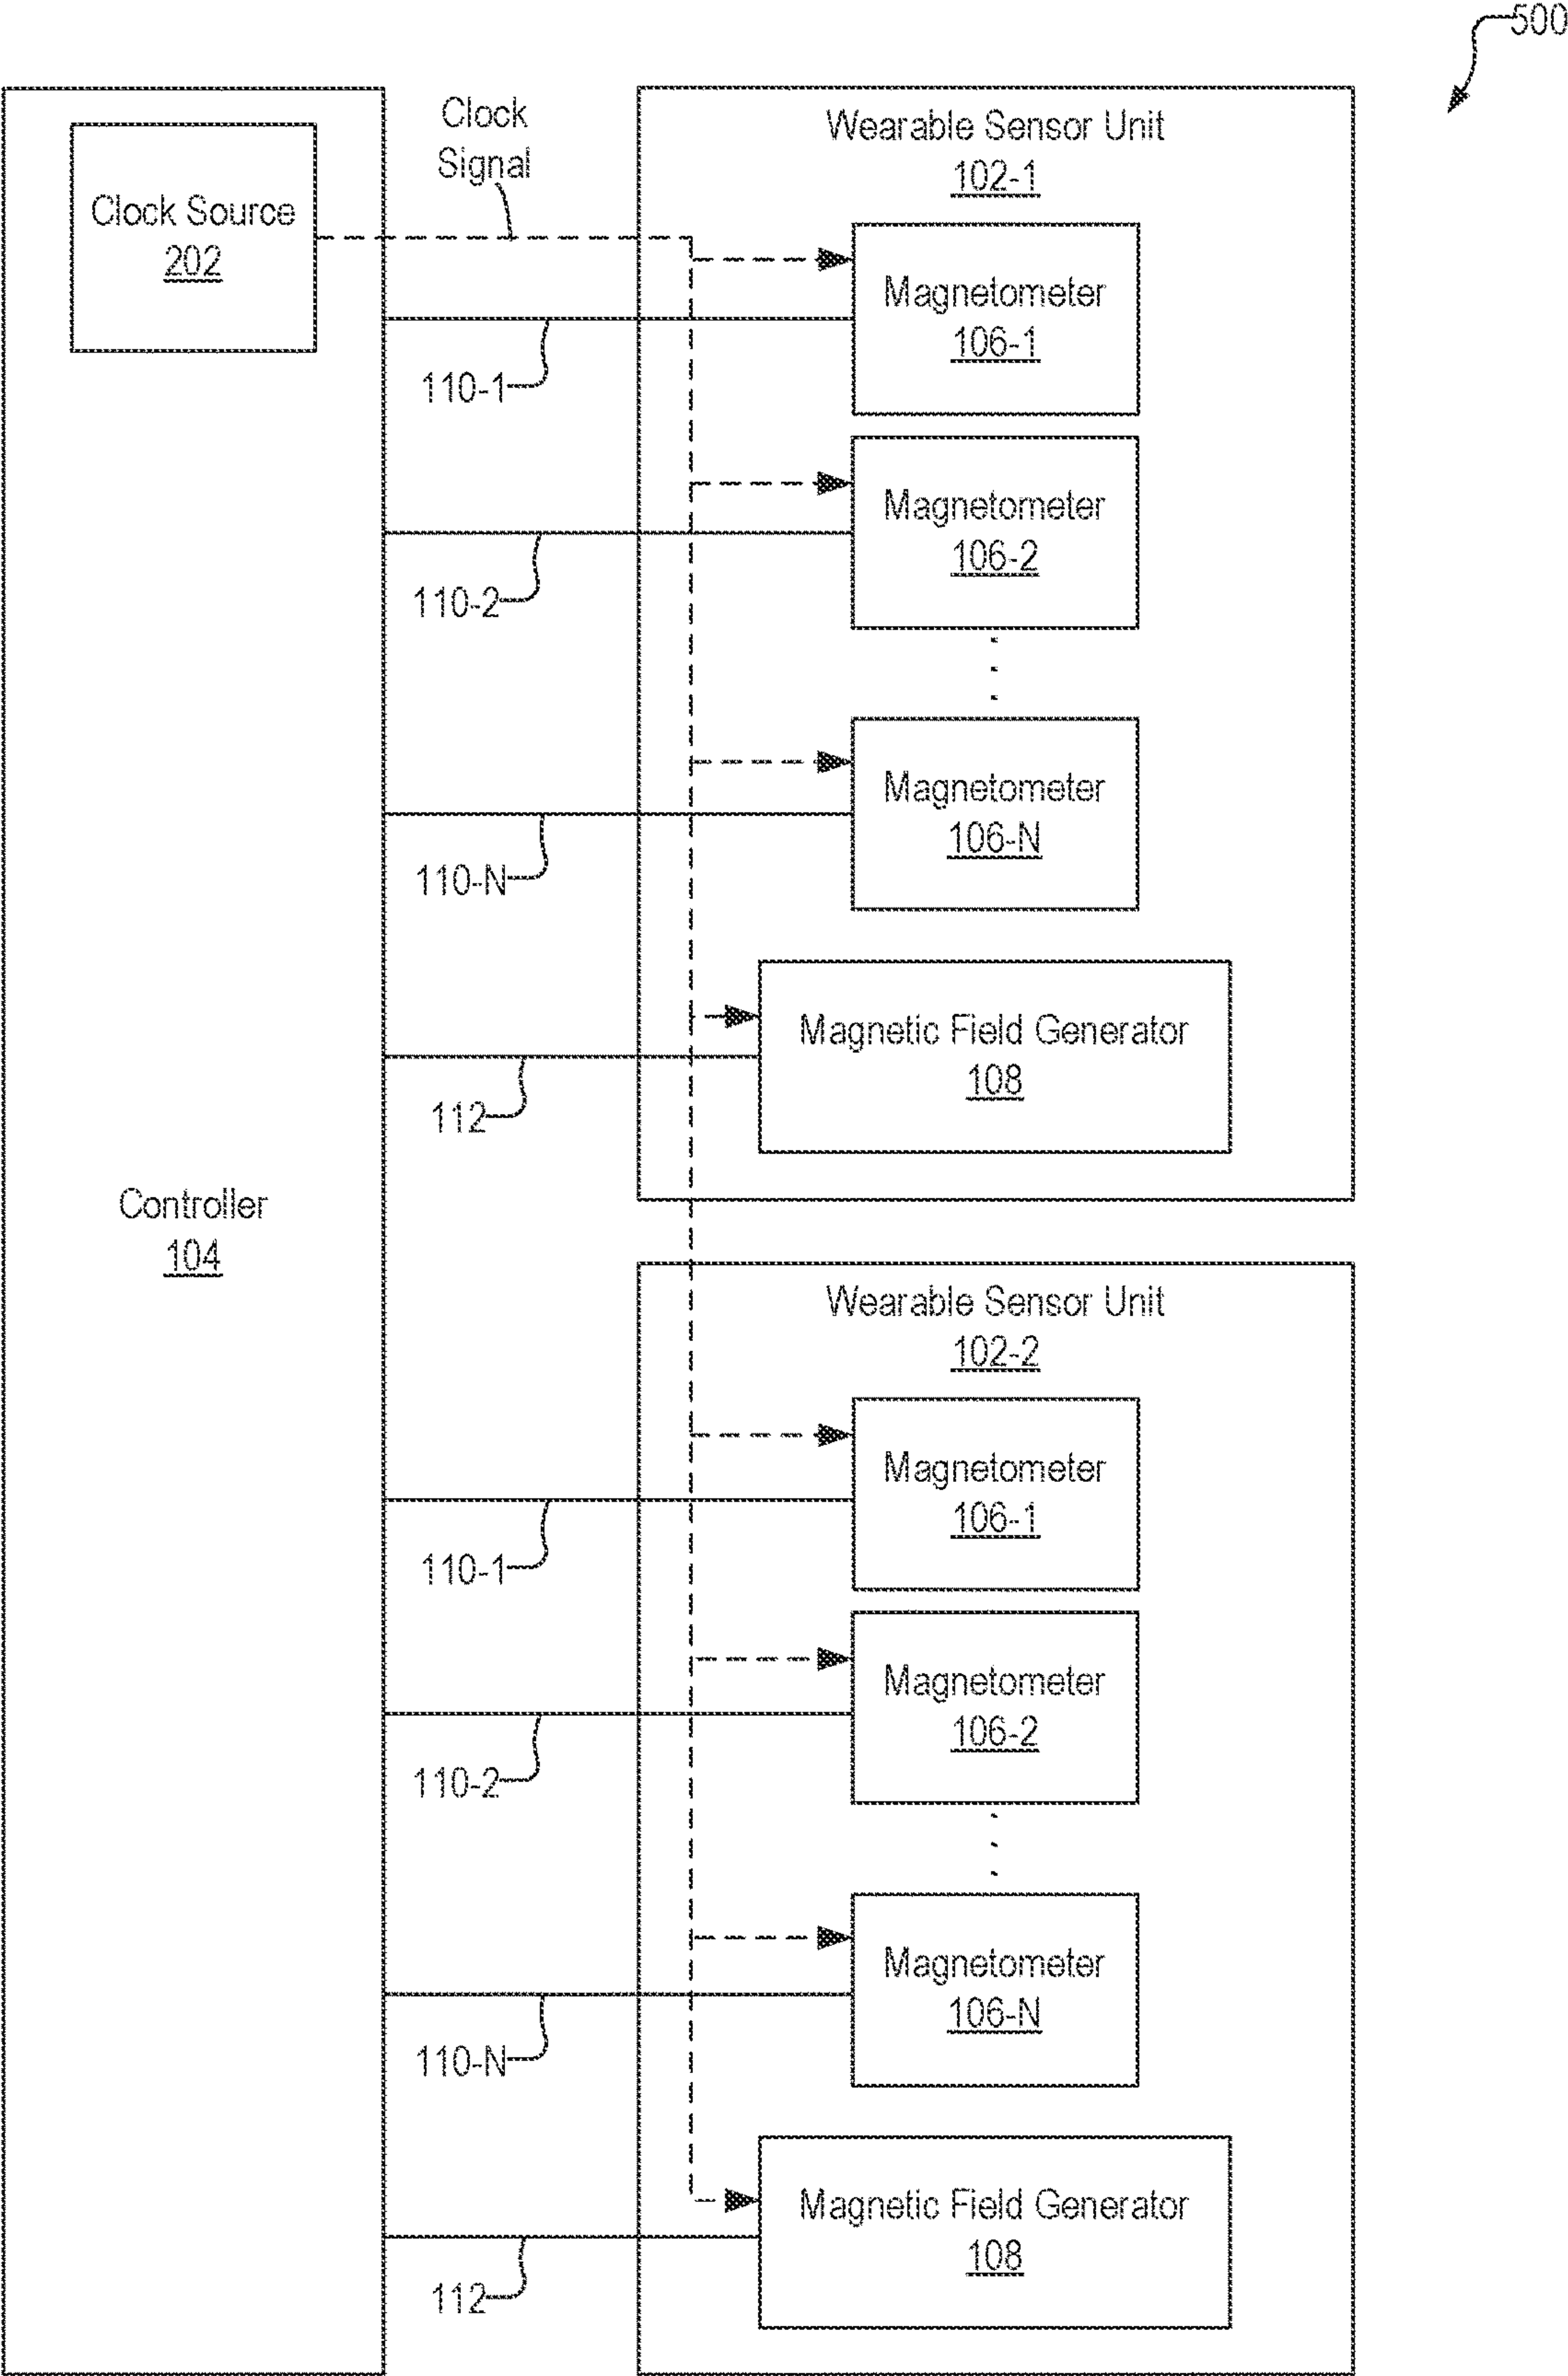 500
Clock
Signal
Clock Source
202
Controller
104
Wearable Sensor Unit
102-1
Magnetometer
106-1
110-1
Magnetometer
106-2
110-2
Magnetometer
106-N
110-N
Magnetic Field Generator
108
112
Wearable Sensor Unit
102-2
Magnetometer
106-1
110-1
Magnetometer
106-2
110-2
Magnetometer
106-N
110-N
Magnetic Field Generator
108
112